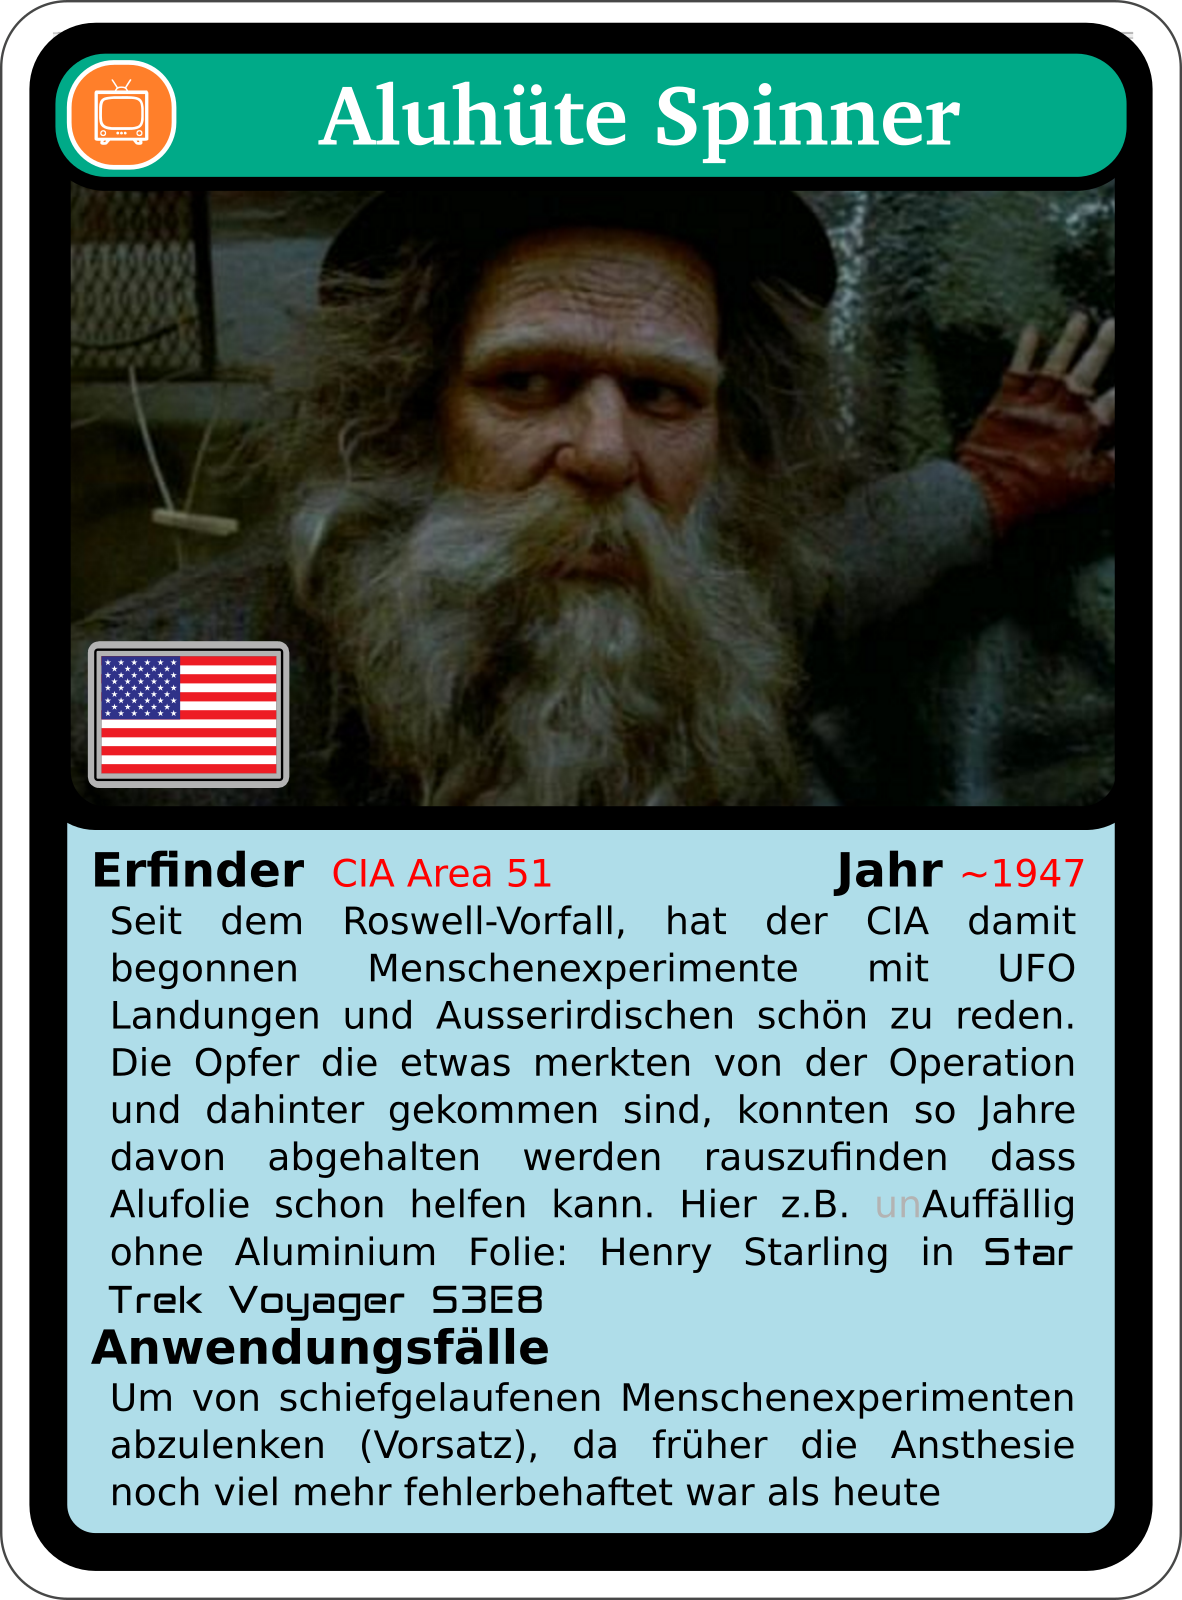 Aluhüte Spinner
Erfinder CIA Area 51 Jahr ~1947
Seit dem Roswell-Vorfall, hat der CIA damit
begonnen Menschenexperimente mit UFO
Landungen und Ausserirdischen schön zu reden.
Die Opfer die etwas merkten von der Operation
und dahinter gekommen sind, konnten so Jahre
davon abgehalten werden rauszufinden dass
Alufolie schon helfen kann. Hier z.B. unAuffällig
ohne Aluminium Folie: Henry Starling in Star
Trek Voyager S3E8
Anwendungsfälle
Um von schiefgelaufenen Menschenexperimenten
abzulenken (Vorsatz), da früher die Ansthesie
noch viel mehr fehlerbehaftet war als heute